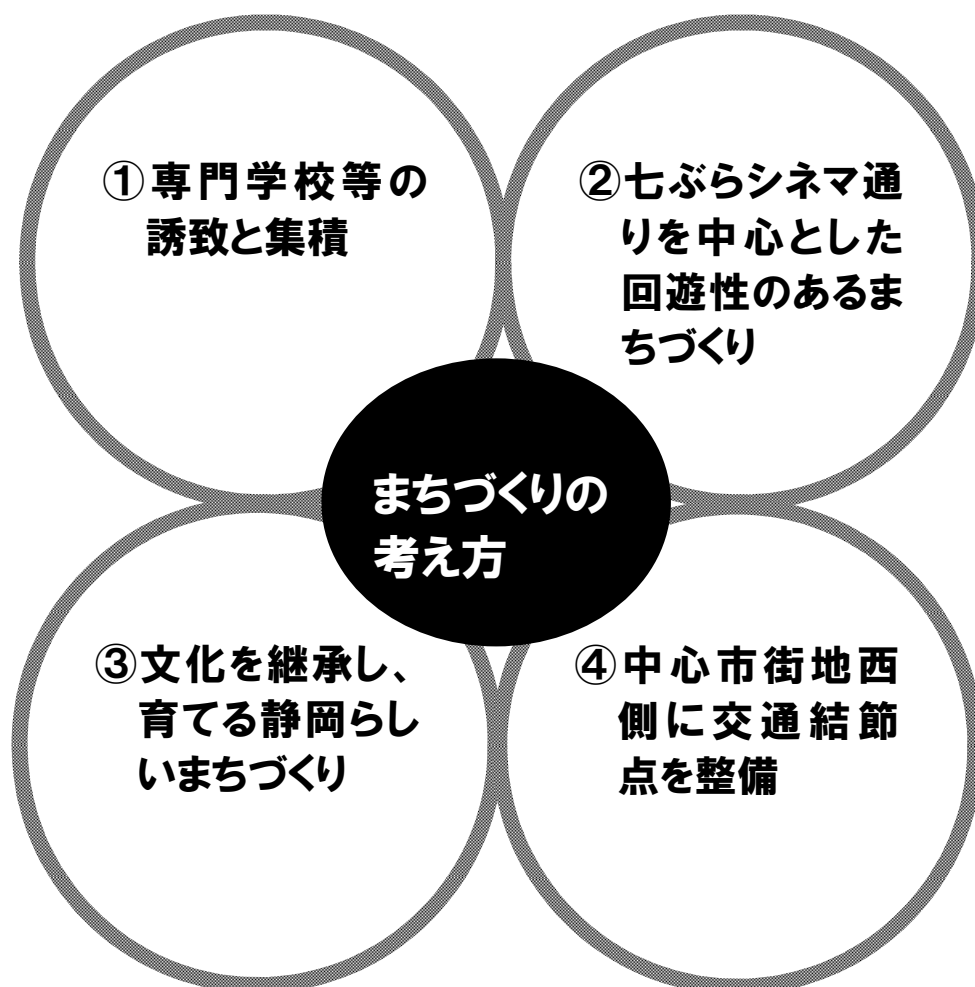 ①専門学校等の
誘致と集積
②七ぶらシネマ通
りを中心とした
回遊性のあるま
ちづくり
まちづくりの
考え方
③文化を継承し、
育てる静岡らし
いまちづくり
④中心市街地西
側に交通結節
点を整備